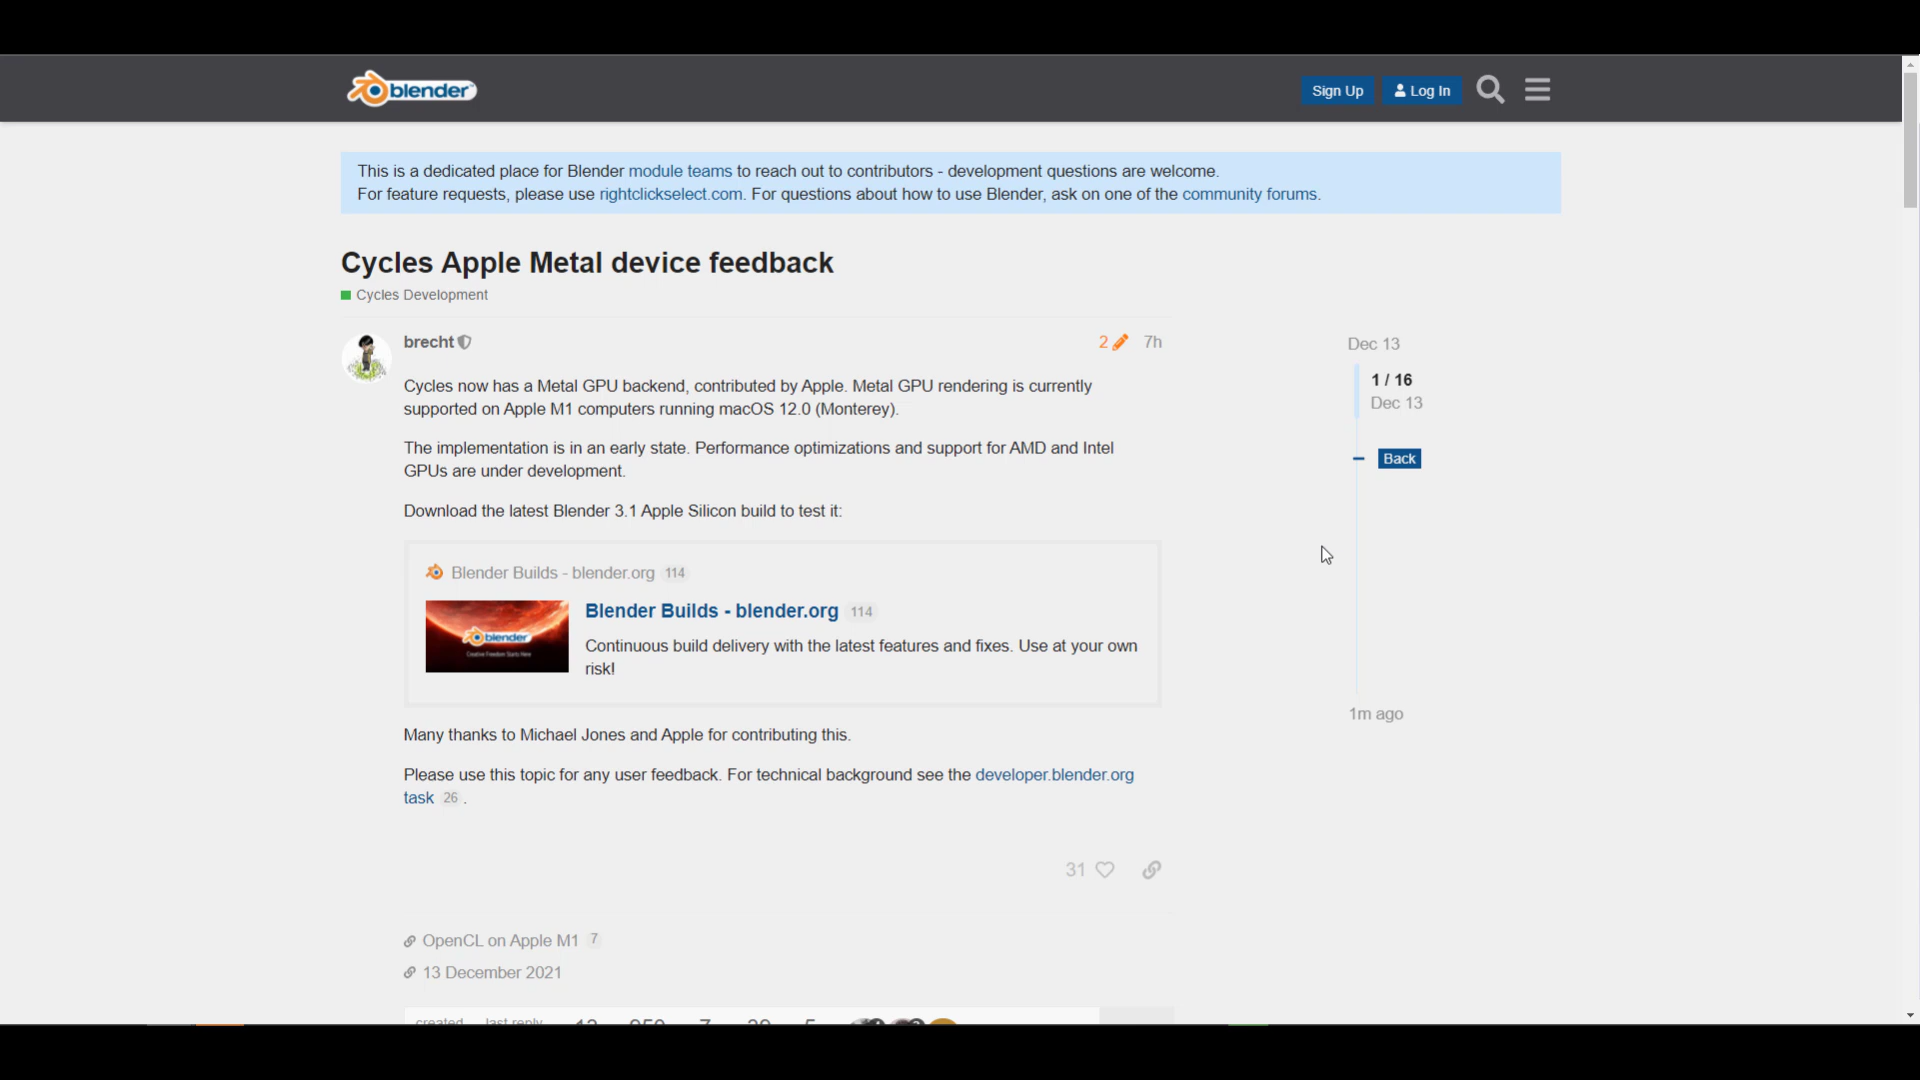 blender
Sign Up
Log In
This is a dedicated place for Blender module teams to reach out to contributors - development questions are welcome.
For feature requests, please use rightclickselect.com. For questions about how to use Blender, ask on one of the community forums.
Cycles Apple Metal device feedback
Cycles Development
brecht
2
7h
Cycles now has a Metal GPU backend, contributed by Apple. Metal GPU rendering is currently
supported on Apple M1 computers running macOS 12.0 (Monterey).
The implementation is in an early state. Performance optimizations and support for AMD and Intel
GPUs are under development.
Download the latest Blender 3.1 Apple Silicon build to test it:
Blender Builds - blender.org 114
blender
Blender Builds - blender.org 114
Continuous build delivery with the latest features and fixes. Use at your own
risk!
Many thanks to Michael Jones and Apple for contributing this.
Please use this topic for any user feedback. For technical background see the developer.blender.org
task 26 .
31
OpenCL on Apple M1 7
13 December 2021
created last reply
Dec 13
1 / 16
Dec 13
Back
1m ago